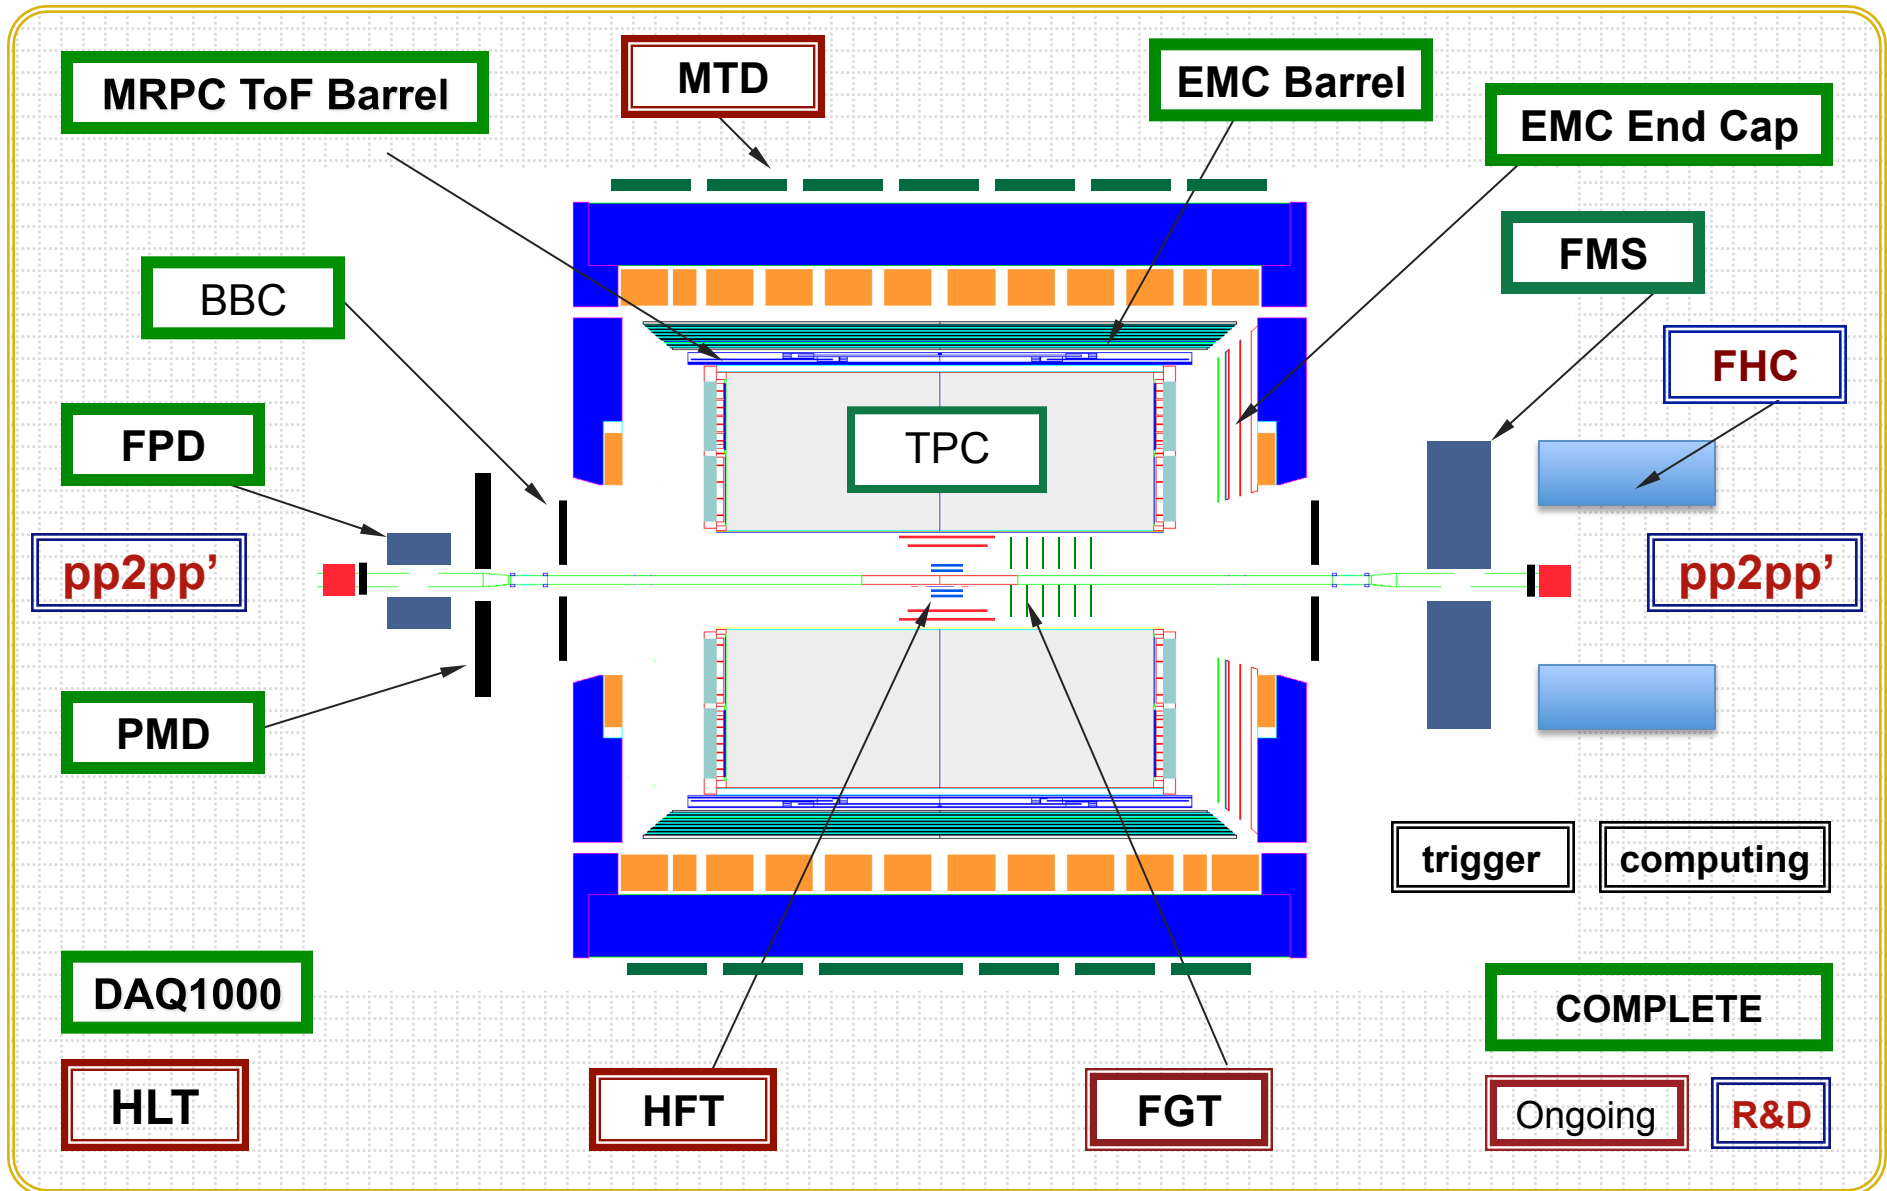 MRPC ToF Barrel
MTD
EMC Barrel
EMC End Cap
FMS
BBC
FHC
FPD
TPC
pp2pp’
pp2pp’
PMD
trigger
computing
DAQ1000
COMPLETE
HLT
HFT
FGT
Ongoing
R&D